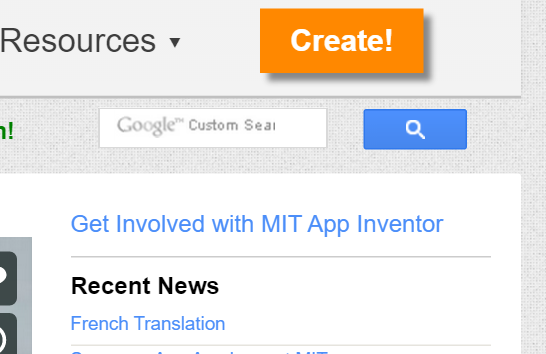 Resources ▼
Create!
!
Google™ Custom Sear
Get Involved with MIT App Inventor
Recent News
French Translation